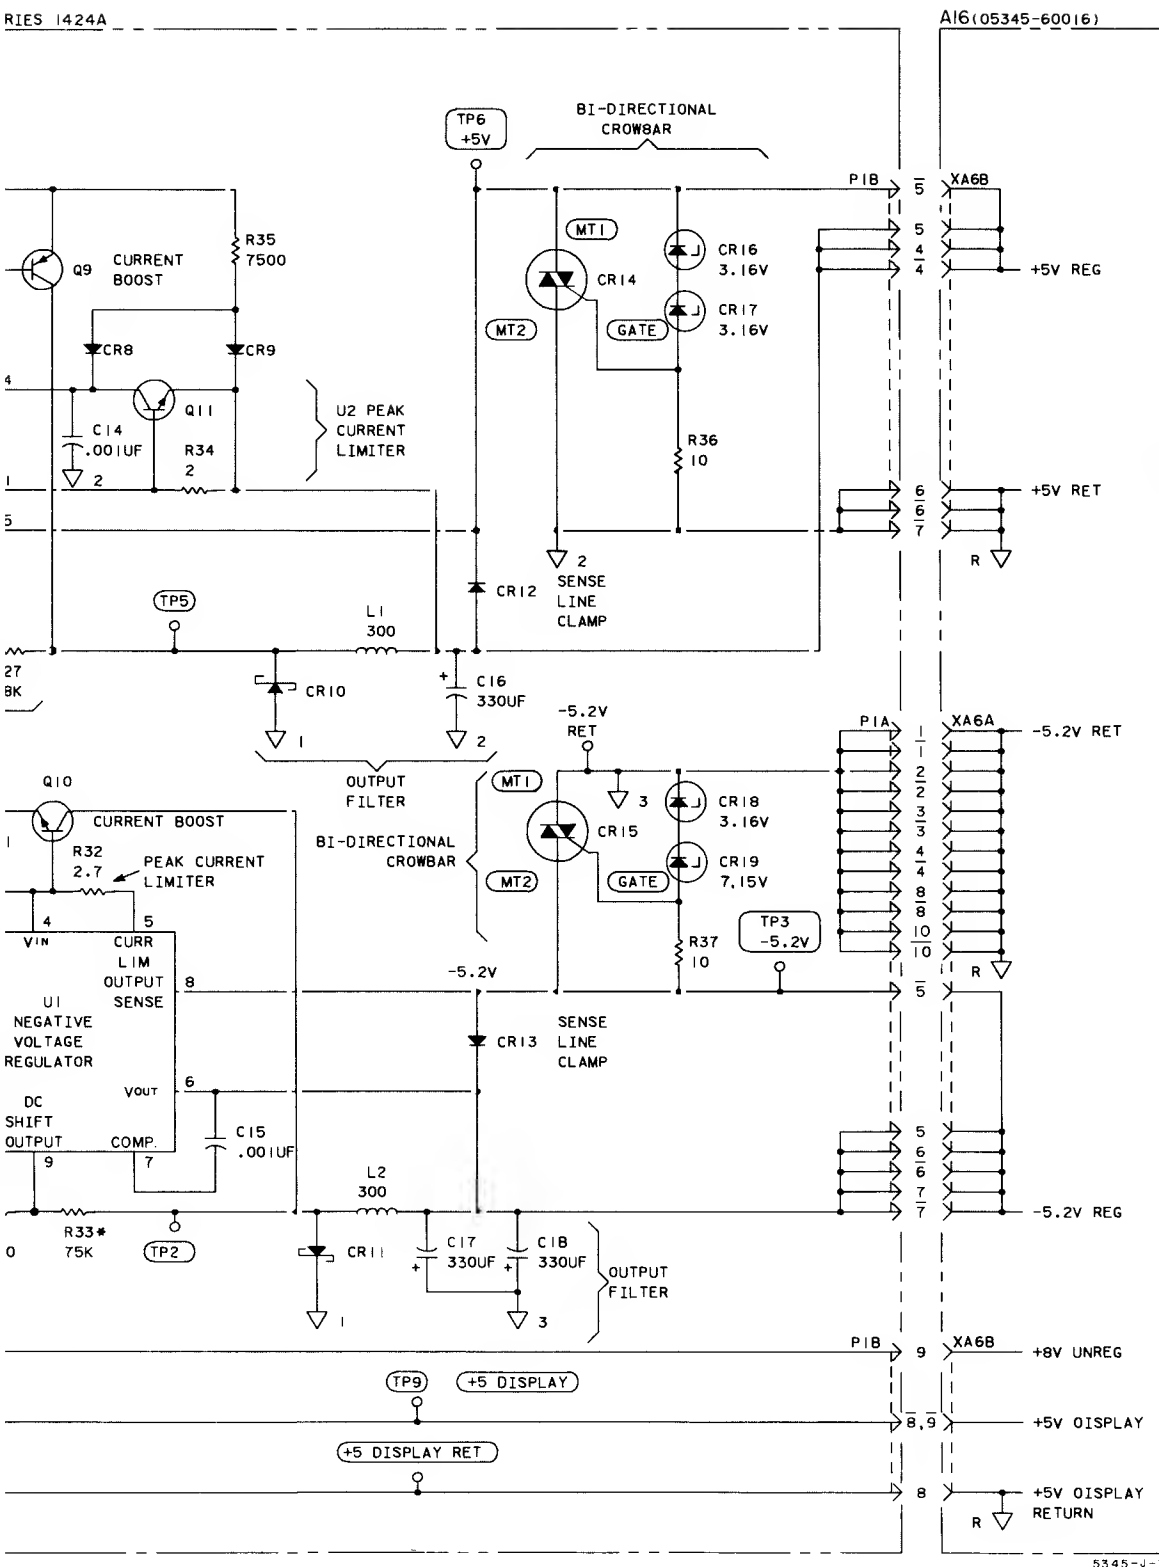 RIES 1424A
A16(05345-60016)
BI-DIRECTIONAL
CROWBAR
TP6
+5V
P1B
5
XA6B
MT1
5
4
4
+5V REG
R35
7500
Q9
CURRENT
BOOST
CR16
3.16V
CR14
CR17
3.16V
MT2
GATE
CR8
CR9
4
Q11
U2 PEAK
CURRENT
LIMITER
C14
.001UF
R34
2
2
R36
10
1
6
6
7
+5V RET
5
R
2
SENSE
LINE
CLAMP
CR12
TP5
L1
300
27
8K
CR10
+
C16
330UF
1
2
OUTPUT
FILTER
-5.2V
RET
P1A
XA6A
1
1
2
2
3
3
4
4
8
8
10
10
-5.2V RET
R
MT1
3
CR18
3.16V
Q10
CURRENT BOOST
BI-DIRECTIONAL
CROWBAR
CR15
CR19
7.15V
1
R32
2.7
PEAK CURRENT
LIMITER
MT2
GATE
TP3
-5.2V
R37
10
4
5
VIN
CURR
LIM
OUTPUT
SENSE
8
-5.2V
5
U1
NEGATIVE
VOLTAGE
REGULATOR
CR13
SENSE
LINE
CLAMP
VOUT
6
DC
SHIFT
OUTPUT
COMP.
9
7
C15
.001UF
5
6
6
7
7
-5.2V REG
L2
300
R33*
75K
0
TP2
CR11
C17
330UF
+
C18
330UF
+
OUTPUT
FILTER
1
3
P1B
9
XA6B
+8V UNREG
TP9
+5 DISPLAY
8,9
+5V DISPLAY
+5 DISPLAY RET
8
+5V DISPLAY
RETURN
R
5345-J-